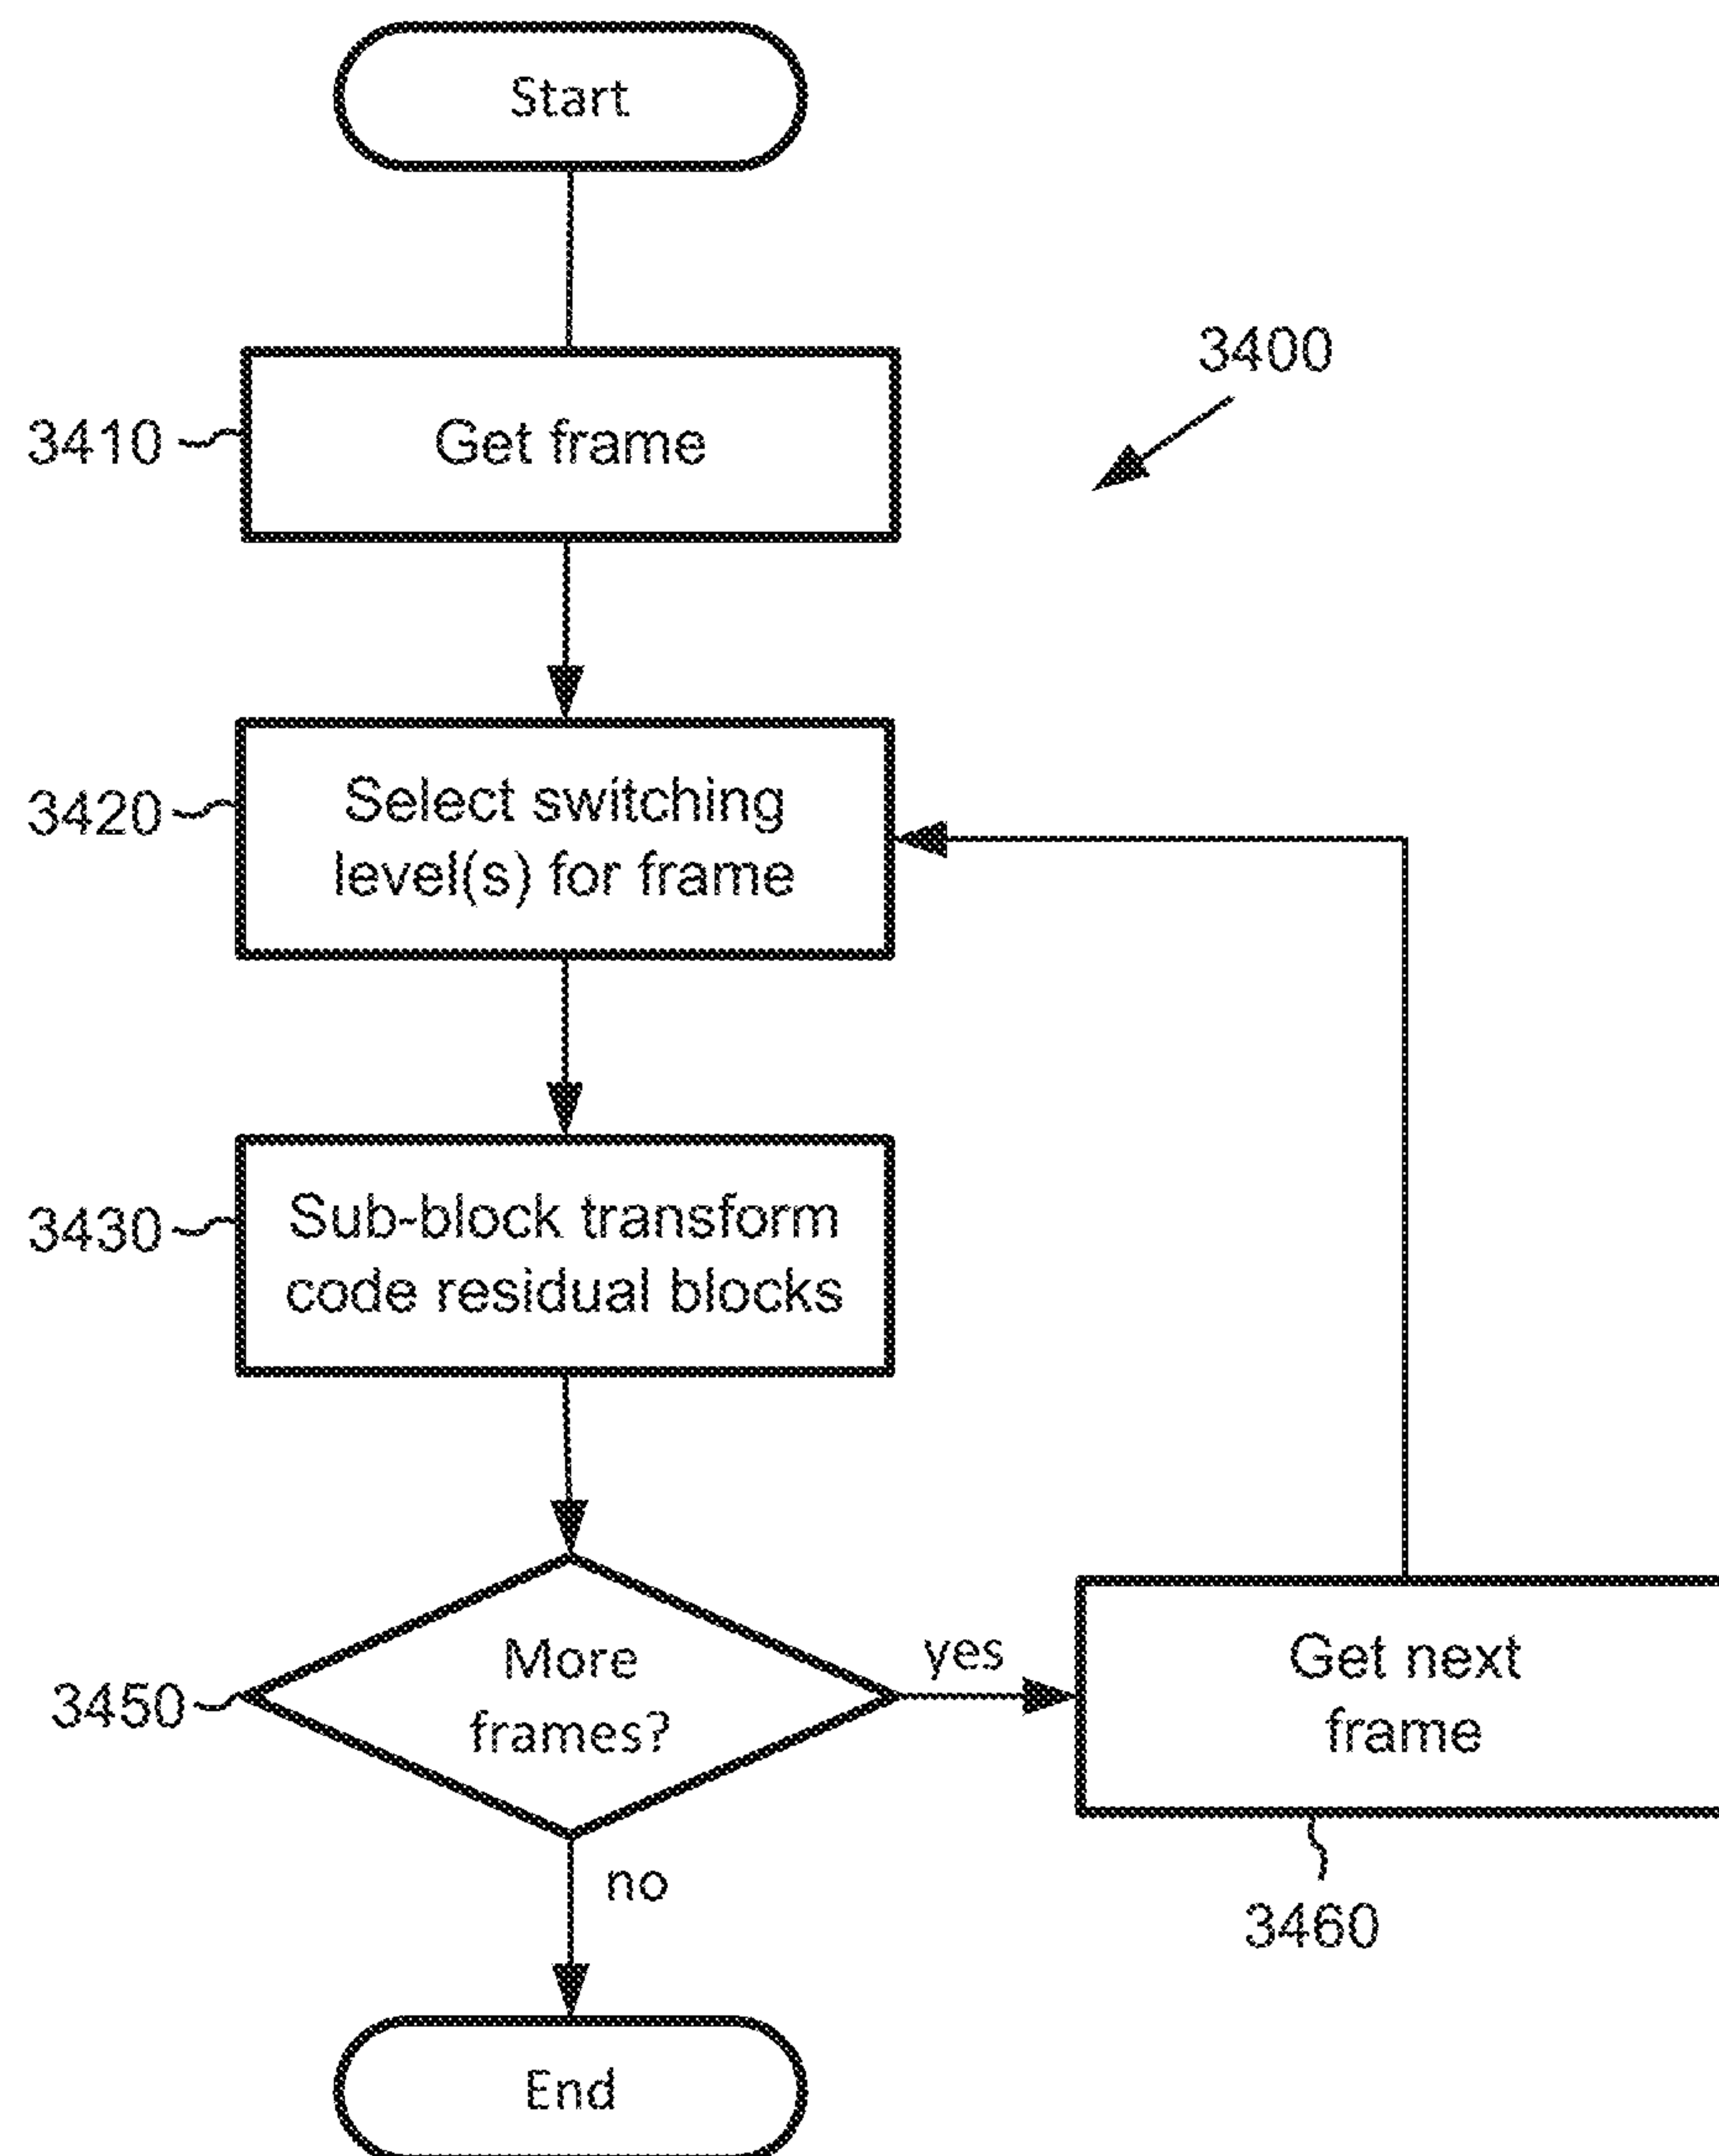 Start
3400
3410
Get frame
3420
Select switching
level(s) for frame
3430
Sub-block transform
code residual blocks
3450
More
frames?
yes
Get next
frame
3460
no
End